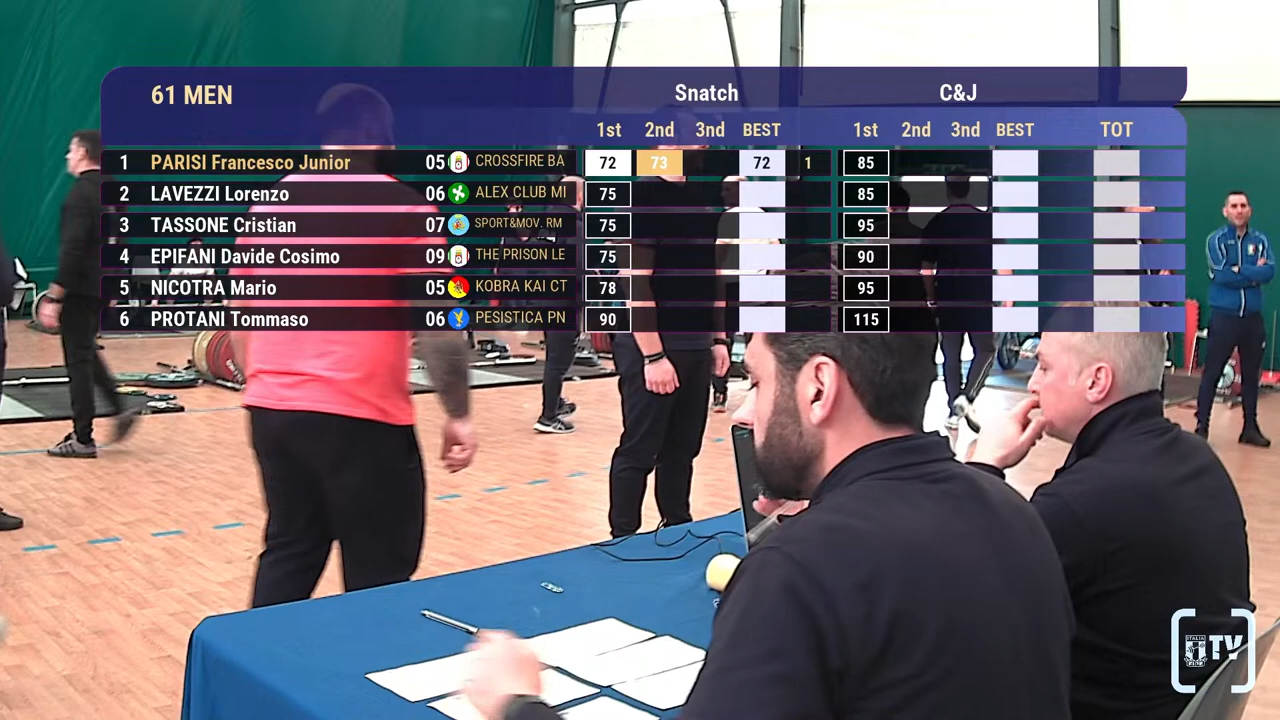 61 MEN Snatch C&J
1st 2nd 3rd BEST 1st 2nd 3rd BEST TOT
1 PARISI Francesco Junior 05 CROSSFIRE BA 72 73 72 1 85
2 LAVEZZI Lorenzo 06 ALEX CLUB MI 75 85
3 TASSONE Cristian 07 SPORT&MOV. RM 75 95
4 EPIFANI Davide Cosimo 09 THE PRISON LE 75 90
5 NICOTRA Mario 05 KOBRA KAI CT 78 95
6 PROTANI Tommaso 06 PESISTICA PN 90 115
ITALIA
TV